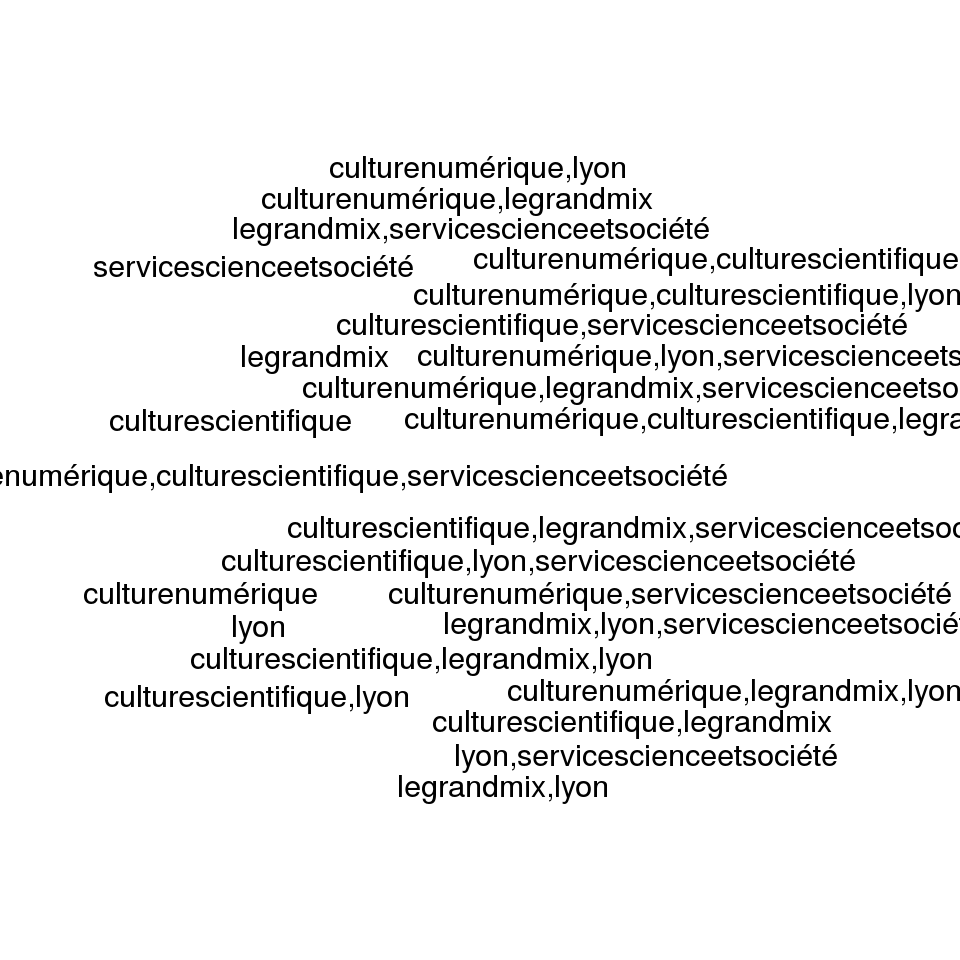 culturenumérique,lyon
culturenumérique,legrandmix
legrandmix,servicescienceetsociété
culturenumérique,culturescientifique
servicescienceetsociété
culturenumérique,culturescientifique,lyon
culturescientifique,servicescienceetsociété
legrandmix culturenumérique,lyon,servicescienceets
culturenumérique,legrandmix,servicescienceetso
culturescientifique culturenumérique,culturescientifique,legra
enumérique,culturescientifique,servicescienceetsociété
culturescientifique,legrandmix,servicescienceetsoc
culturescientifique,lyon,servicescienceetsociété
culturenumérique culturenumérique,servicescienceetsociété
lyon legrandmix,lyon,servicescienceetsociét
culturescientifique,legrandmix,lyon
culturescientifique,lyon culturenumérique,legrandmix,lyon
culturescientifique,legrandmix
lyon,servicescienceetsociété
legrandmix,lyon